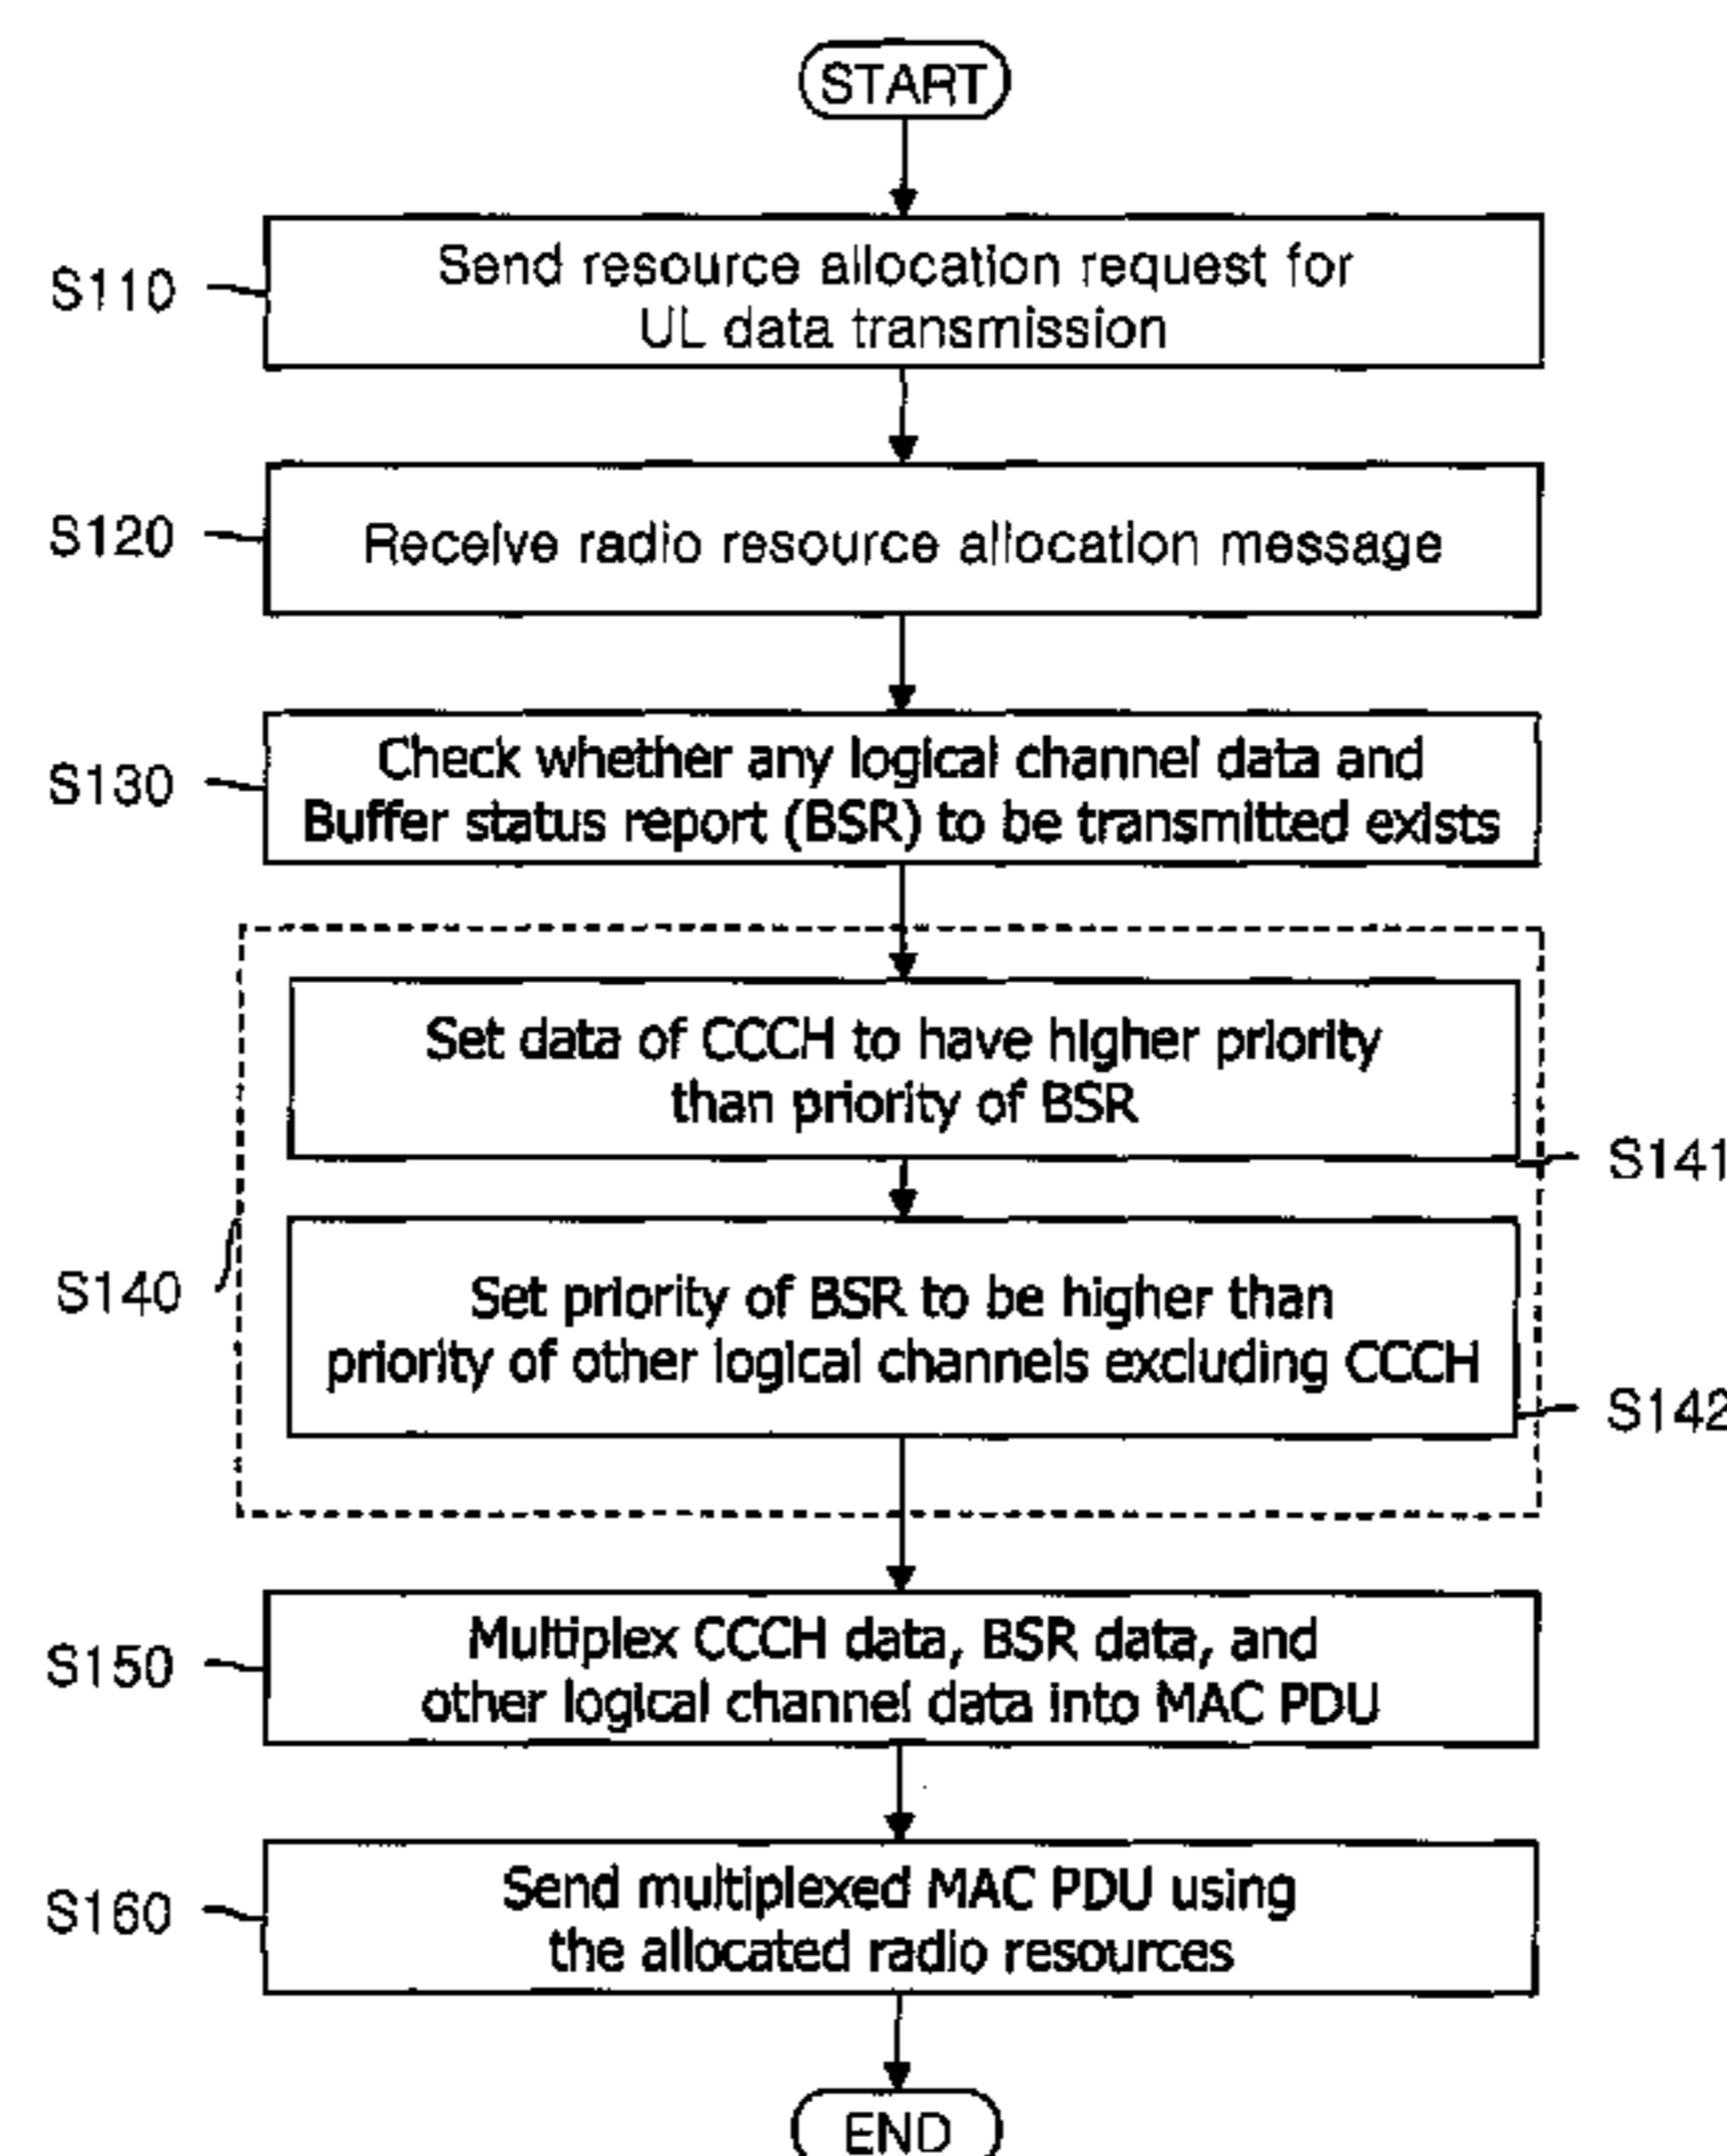 START
S110
Send resource allocation request for
UL data transmission
S120
Receive radio resource allocation message
S130
Check whether any logical channel data and
Buffer status report (BSR) to be transmitted exists
Set data of CCCH to have higher priority
than priority of BSR
S141
S140
Set priority of BSR to be higher than
priority of other logical channels excluding CCCH
S142
S150
Multiplex CCCH data, BSR data, and
other logical channel data into MAC PDU
S160
Send multiplexed MAC PDU using
the allocated radio resources
END